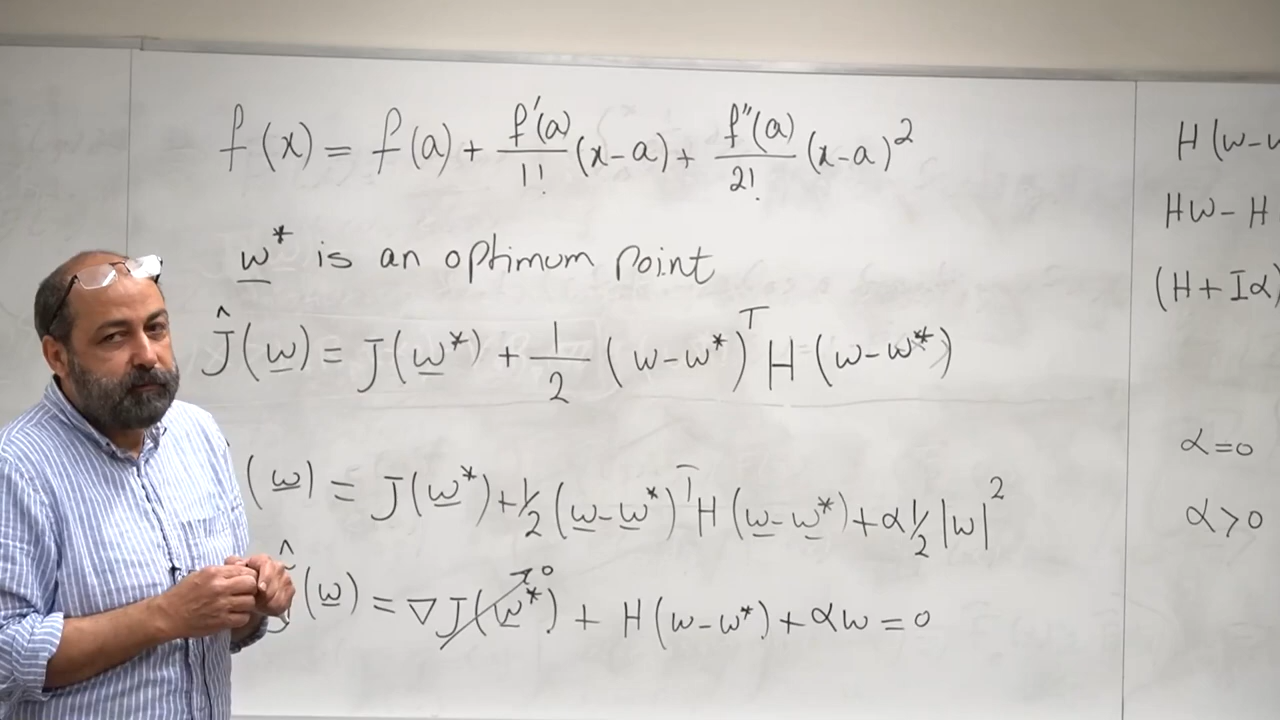 f(x) = f(a) + f'(a)/1! (x-a) + f''(a)/2! (x-a)²
w* is an optimum point
Ĵ(w) = J(w*) + 1/2 (w-w*)ᵀ H (w-w*)
(w) = J(w*) + 1/2 (w-w*)ᵀ H (w-w*) + α 1/2 |w|²
(w) = ∇J(w*) →0 + H(w-w*) + αw = 0
H(w-w
Hw - H
(H + Iα)
α=0
α>0